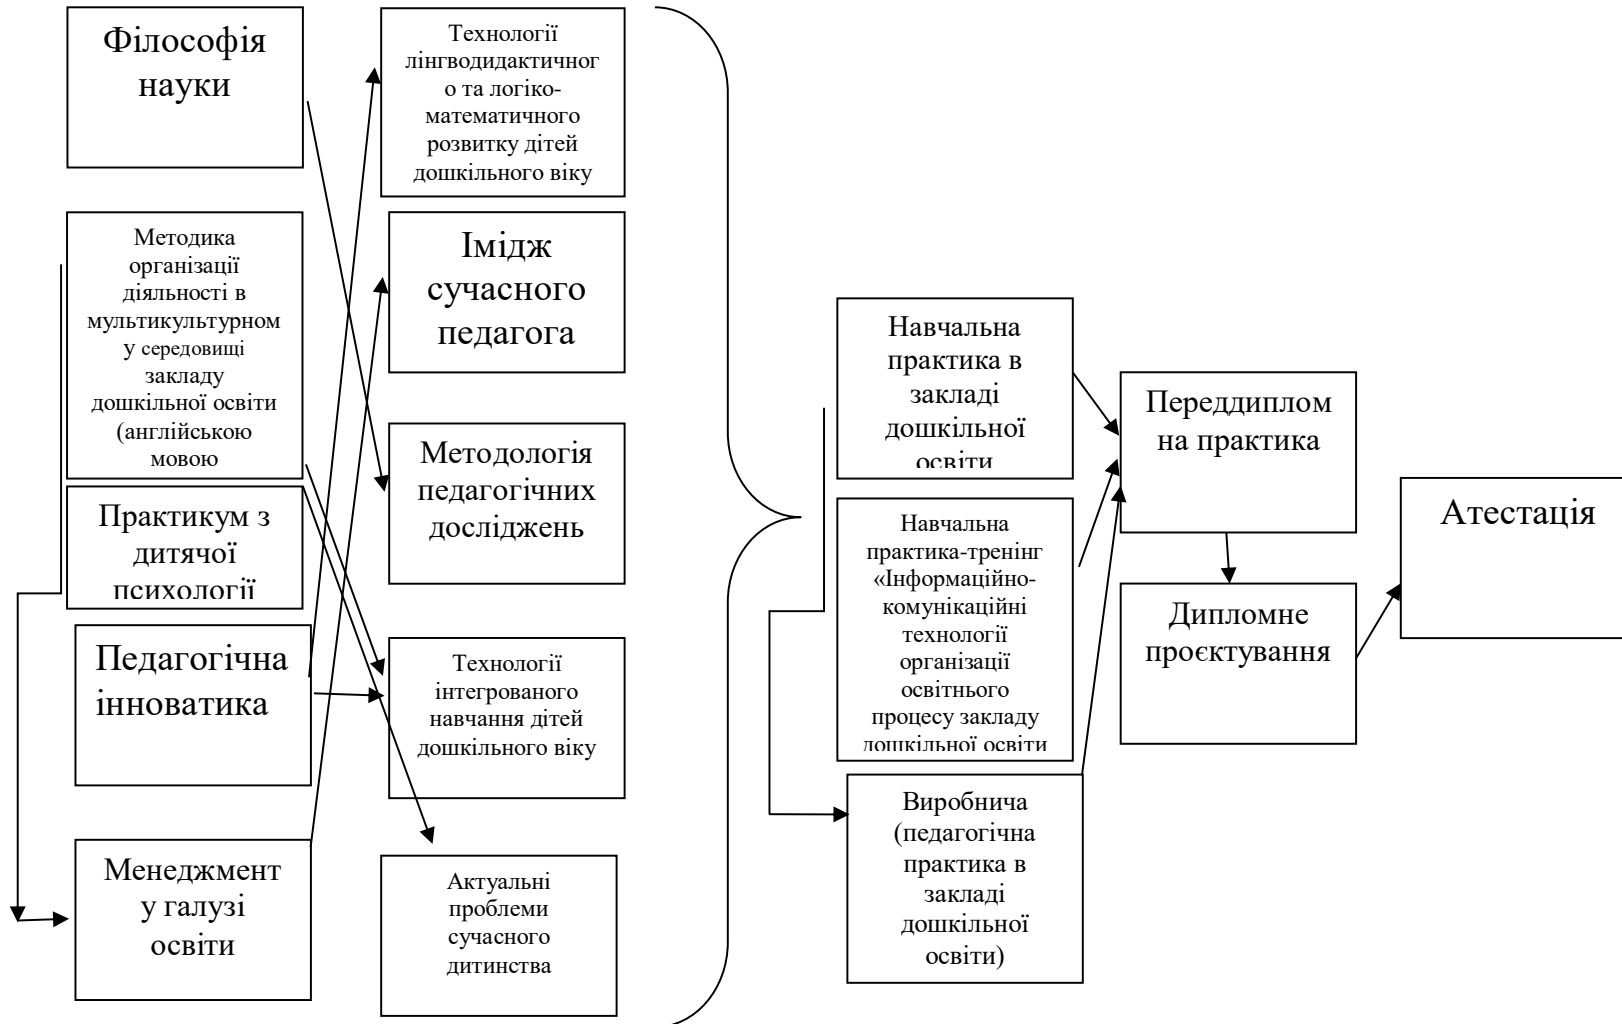 Філософія
науки
Методика
організації
діяльності в
мультикультурном
у середовищі
закладу
дошкільної освіти
(англійською
мовою
Практикум з
дитячої
психології
Педагогічна
інноватика
Менеджмент
у галузі
освіти
Технології
лінгводидактичног
о та логіко-
математичного
розвитку дітей
дошкільного віку
Імідж
сучасного
педагога
Методологія
педагогічних
досліджень
Технології
інтегрованого
навчання дітей
дошкільного віку
Актуальні
проблеми
сучасного
дитинства
Навчальна
практика в
закладі
дошкільної
освіти
Навчальна
практика-тренінг
«Інформаційно-
комунікаційні
технології
організації
освітнього
процесу закладу
дошкільної освіти
Виробнича
(педагогічна
практика в
закладі
дошкільної
освіти)
Переддиплом
на практика
Дипломне
проєктування
Атестація